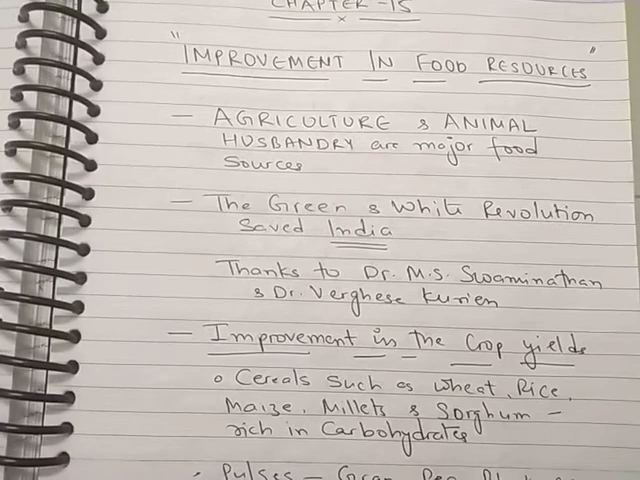 CHAPTER -15
x
"IMPROVEMENT IN FOOD RESOURCES"
— AGRICULTURE & ANIMAL
HUSBANDRY are major food
Sources
— The Green & White Revolution
Saved India
Thanks to Dr. M.S. Swaminathan
& Dr. Verghese Kurien
— Improvement in the Crop yields
o Cereals Such as wheat, Rice,
Maize, Millets & Sorghum –
rich in Carbohydrates
Pulses –